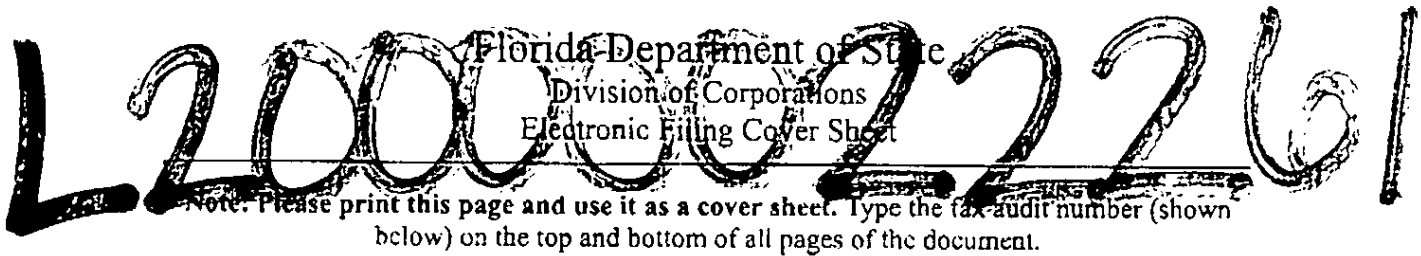 L20000022261
Florida Department of State
Division of Corporations
Electronic Filing Cover Sheet
Note: Please print this page and use it as a cover sheet. Type the fax audit number (shown
below) on the top and bottom of all pages of the document.